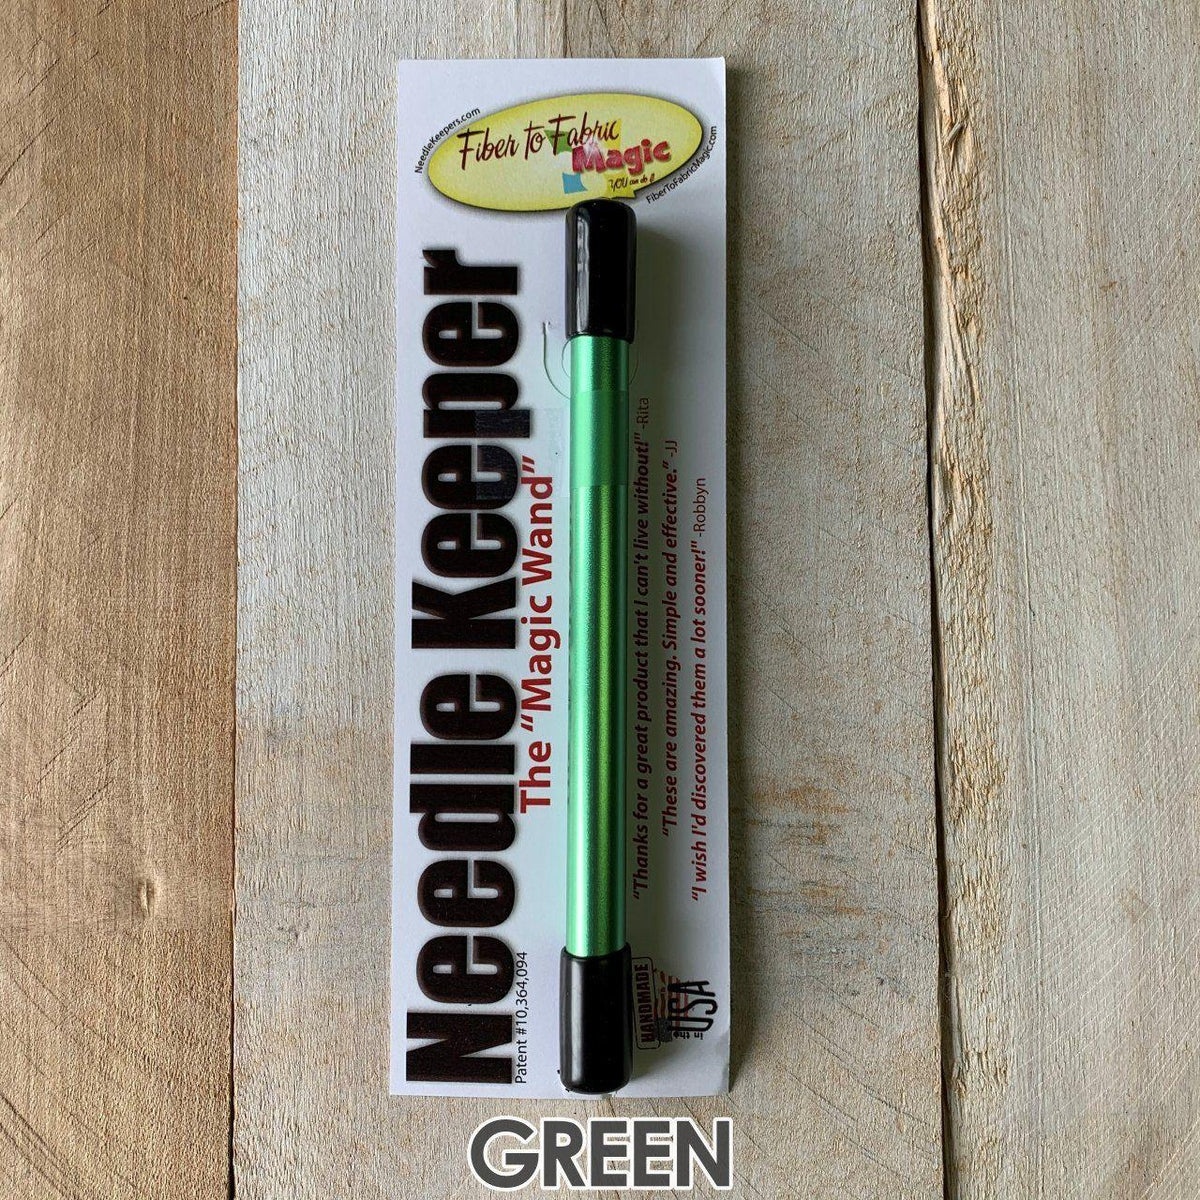 NeedleKeepers.com
Fiber to Fabric
Magic
YOU can do it
FiberToFabricMagic.com
Needle Keeper
The "Magic Wand"
Patent #10,364,094
"Thanks for a great product that I can't live without!" -Rita
"These are amazing. Simple and effective." -JJ
"I wish I'd discovered them a lot sooner!" -Robbyn
HANDMADE
USA
GREEN